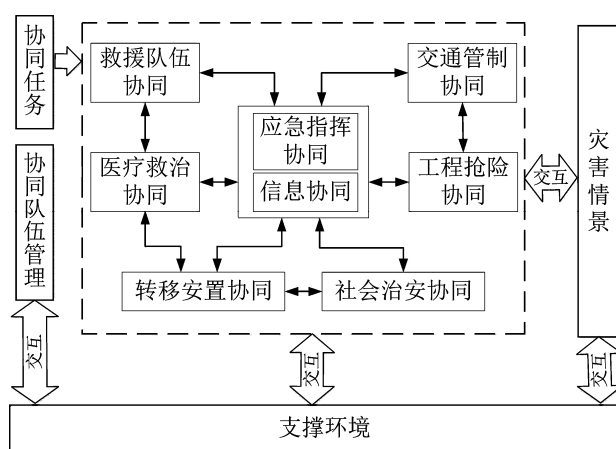 协同任务
救援队伍
协同
交通管制
协同
应急指挥
协同
信息协同
医疗救治
协同
工程抢险
协同
交互
灾害情景
协同队伍管理
转移安置协同
社会治安协同
交互
交互
交互
支撑环境